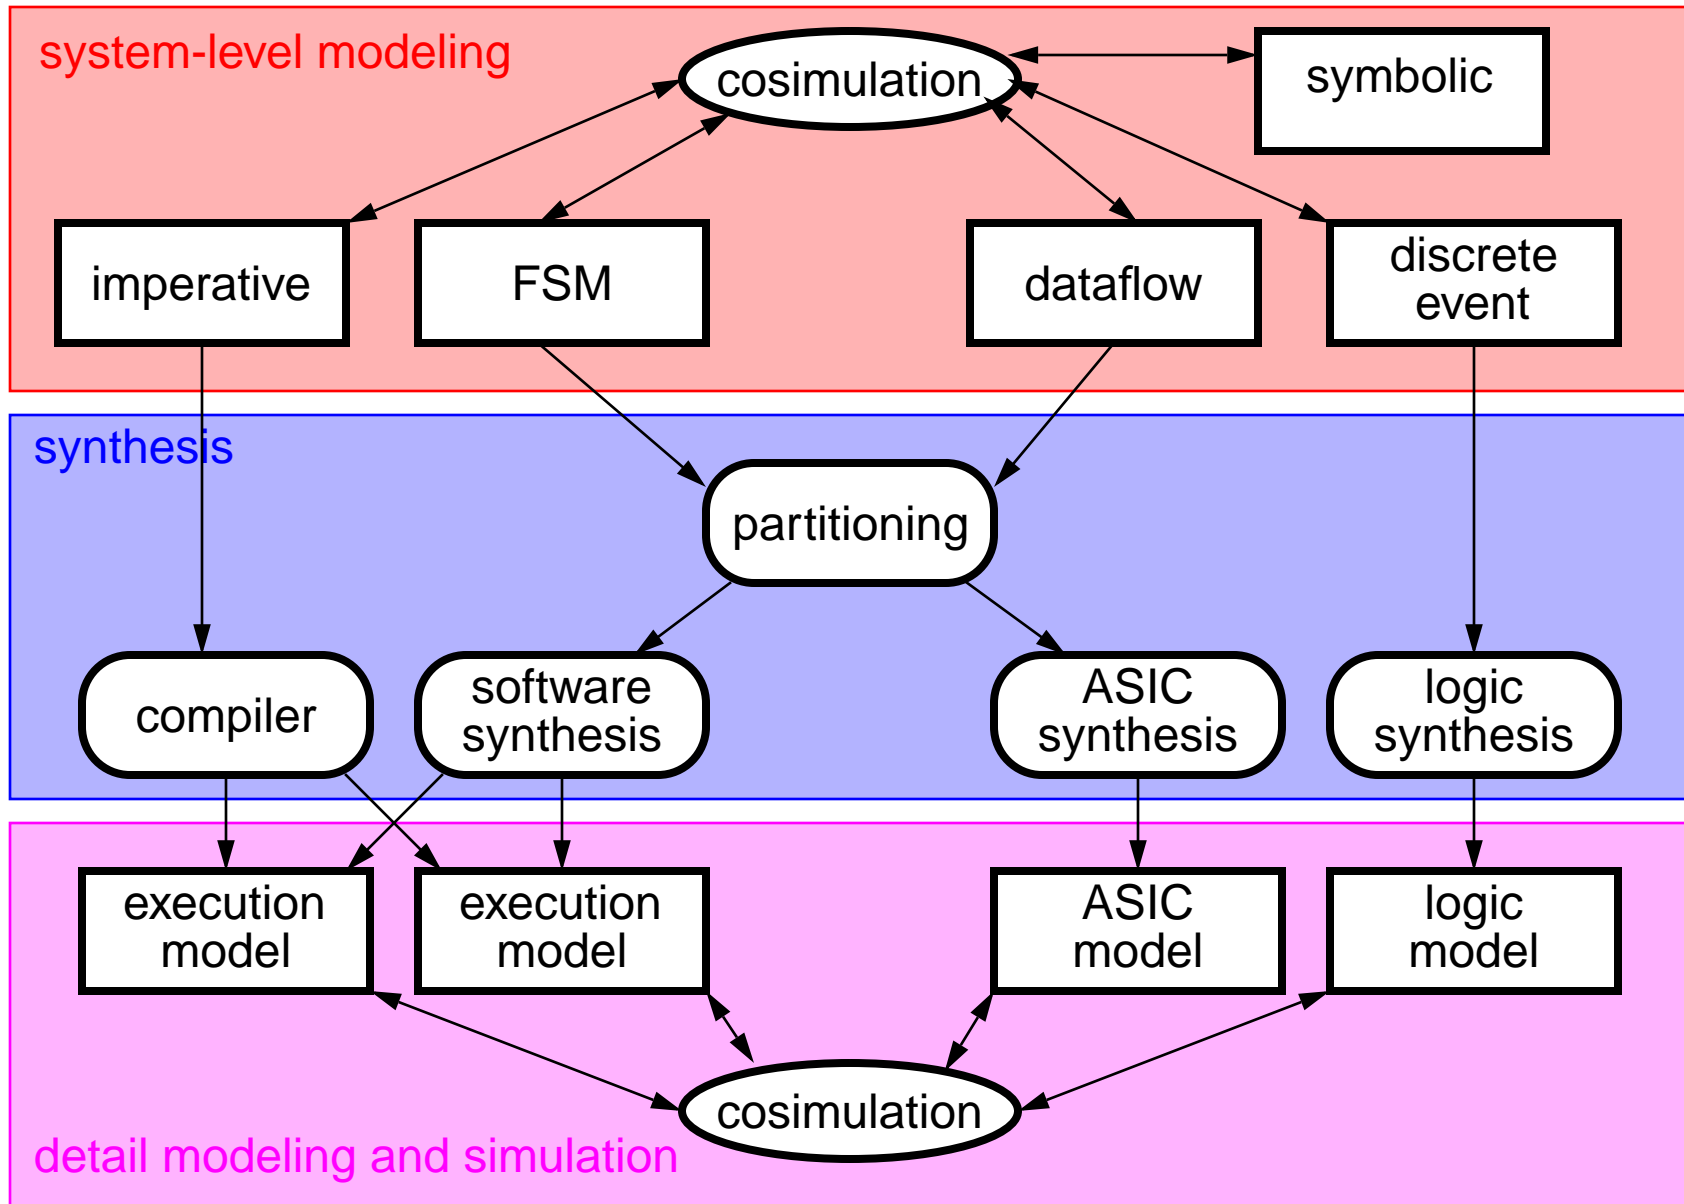 system-level modeling
cosimulation
symbolic
imperative
FSM
dataflow
discrete
event
synthesis
partitioning
compiler
software
synthesis
ASIC
synthesis
logic
synthesis
execution
model
execution
model
ASIC
model
logic
model
cosimulation
detail modeling and simulation